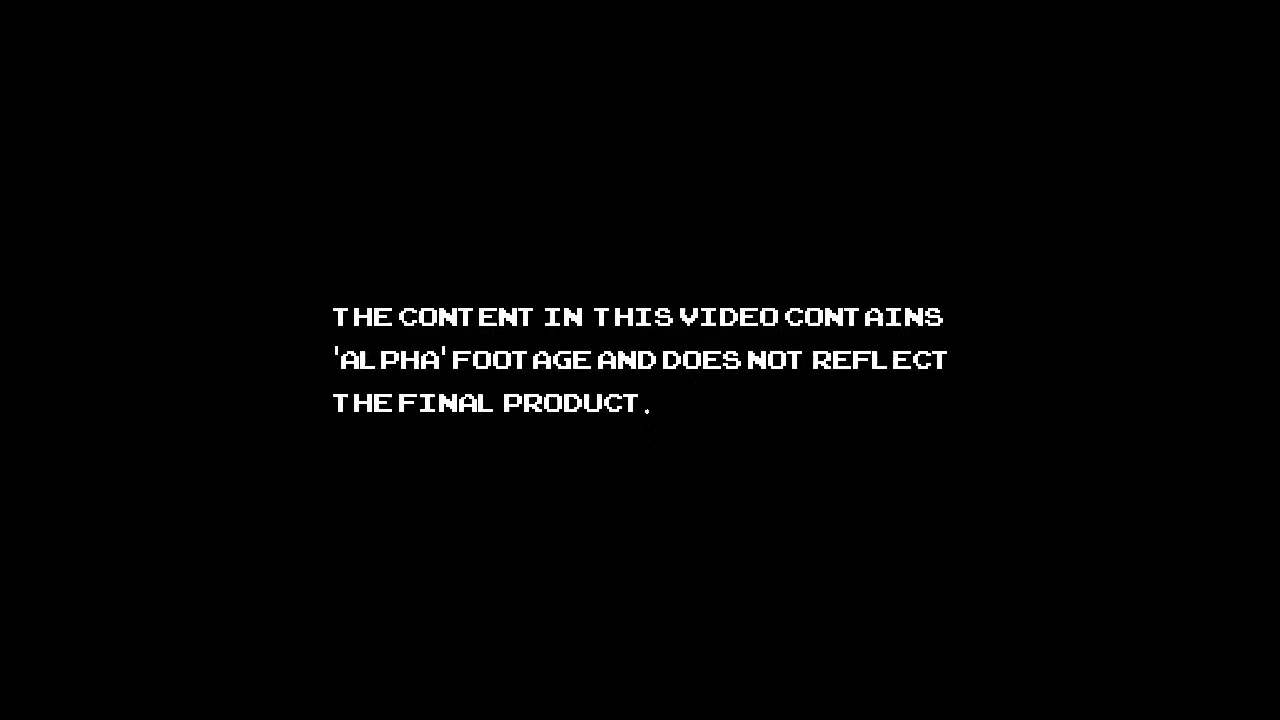 THE CONTENT IN THIS VIDEO CONTAINS
'ALPHA' FOOTAGE AND DOES NOT REFLECT
THE FINAL PRODUCT.